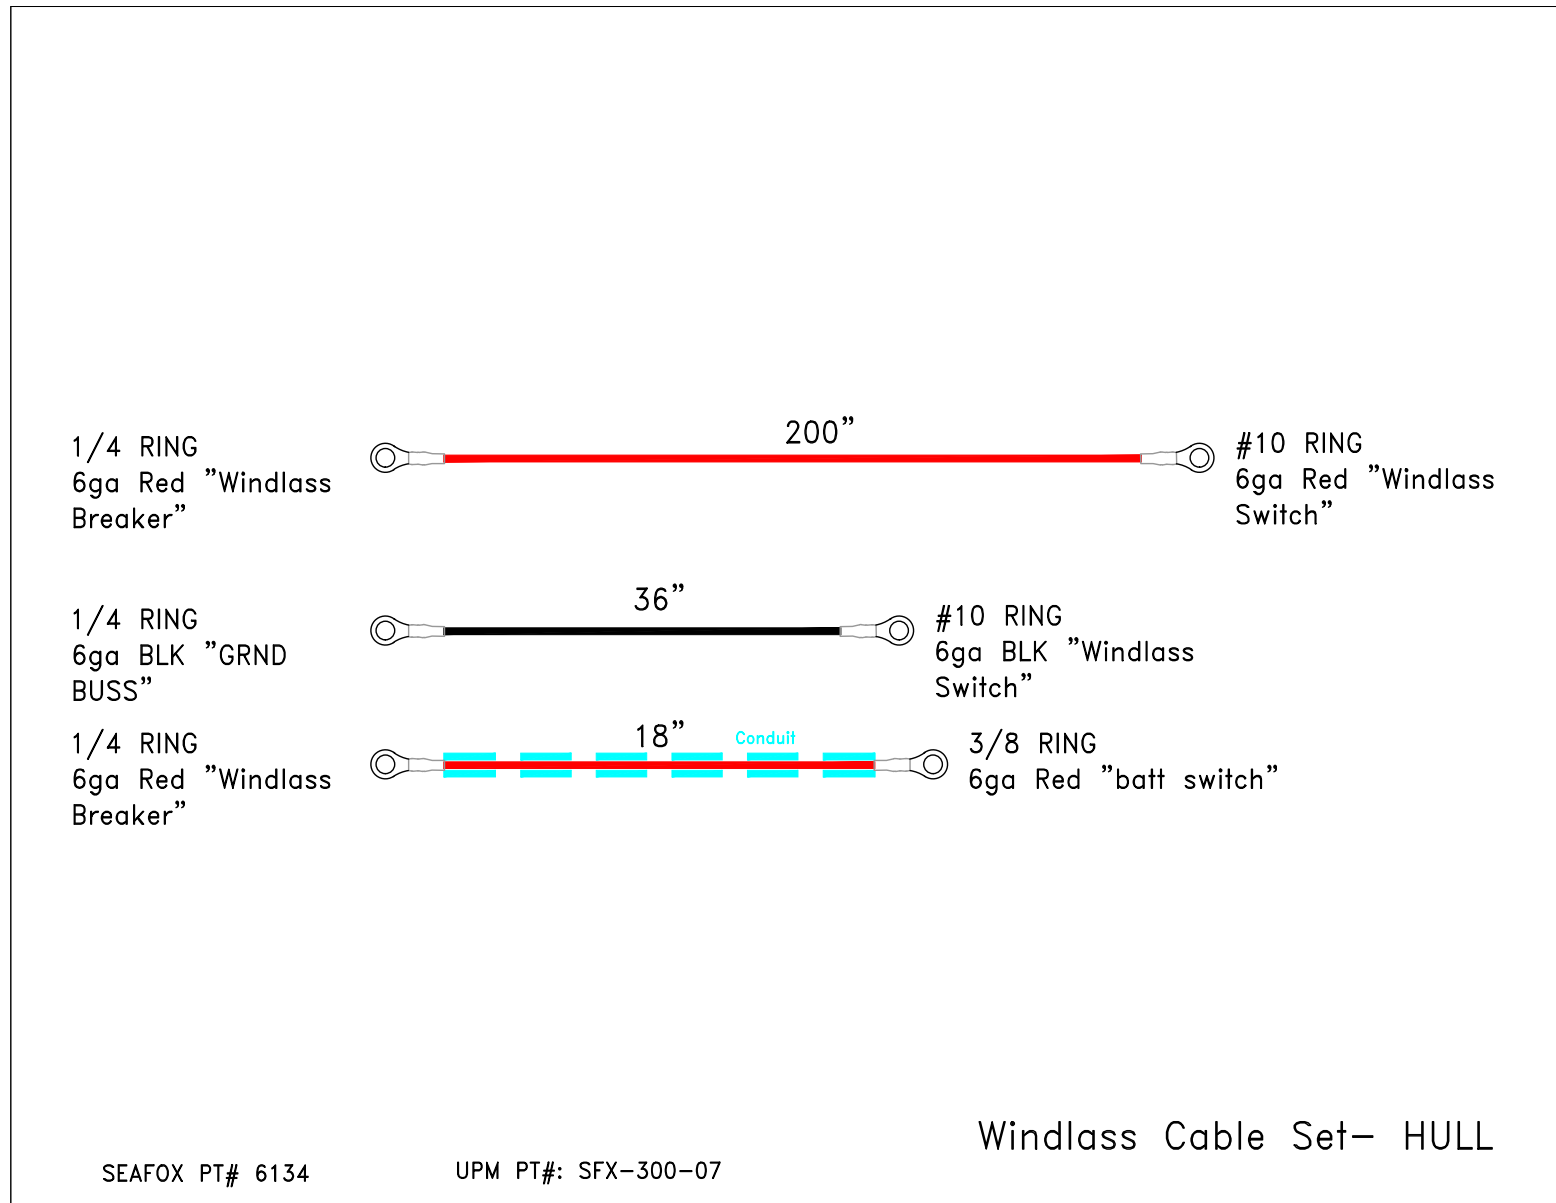 200”
1/4 RING
6ga Red ”Windlass
Breaker”
#10 RING
6ga Red ”Windlass
Switch”
36”
1/4 RING
6ga BLK ”GRND
BUSS”
#10 RING
6ga BLK ”Windlass
Switch”
18”
Conduit
1/4 RING
6ga Red ”Windlass
Breaker”
3/8 RING
6ga Red ”batt switch”
Windlass Cable Set– HULL
SEAFOX PT# 6134
UPM PT#: SFX–300–07